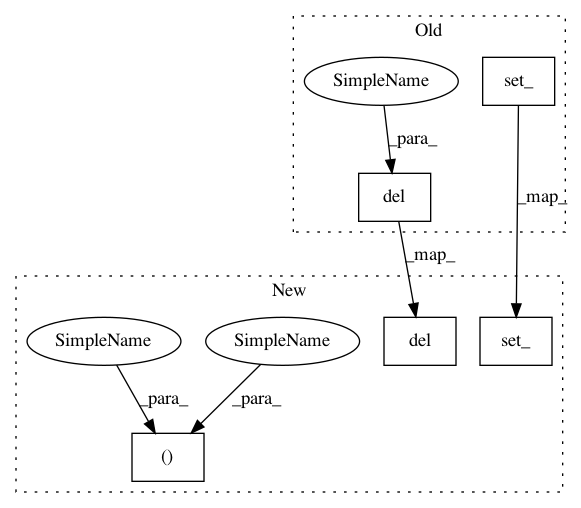 Old
SimpleName
set_
_para_
del
_map_
_map_
New
SimpleName
SimpleName
del
set_
_para_
_para_
()